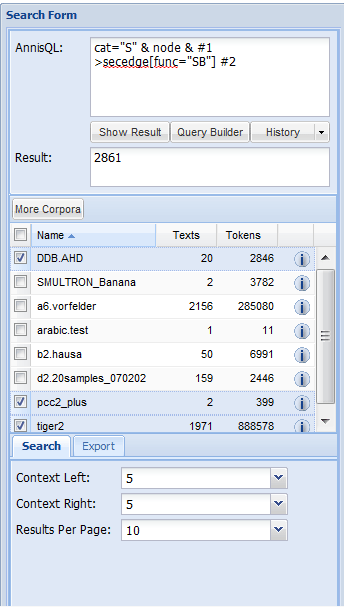 Search Form
AnnisQL:
cat="S" & node & #1
>secedge[func="SB"] #2
Show Result Query Builder History
Result:
2861
More Corpora
Name Texts Tokens
DDB.AHD 20 2846
SMULTRON_Banana 2 3782
a6.vorfelder 2156 285080
arabic.test 1 11
b2.hausa 50 6991
d2.20samples_070202 159 2446
pcc2_plus 2 399
tiger2 1971 888578
Search Export
Context Left: 5
Context Right: 5
Results Per Page: 10